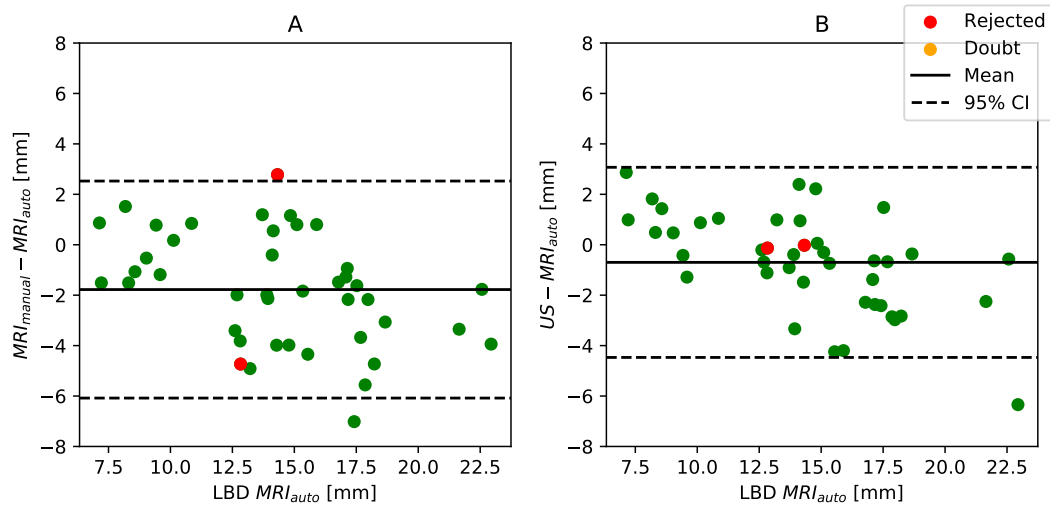 A
8
6
4
2
0
−2
−4
−6
−8
MRI_manual − MRI_auto [mm]
7.5 10.0 12.5 15.0 17.5 20.0 22.5
LBD MRI_auto [mm]
B
Rejected
Doubt
Mean
95% CI
8
6
4
2
0
−2
−4
−6
−8
US − MRI_auto [mm]
7.5 10.0 12.5 15.0 17.5 20.0 22.5
LBD MRI_auto [mm]